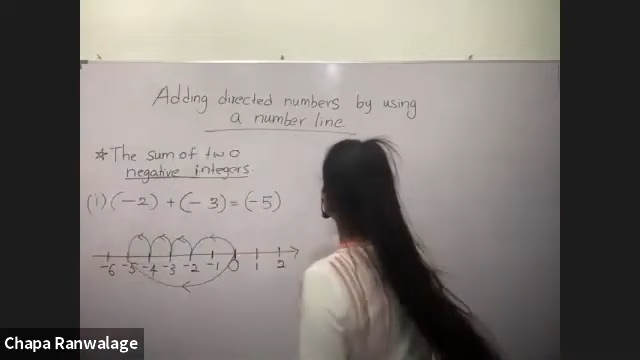 Adding directed numbers by using
a number line
☆ The sum of two
negative integers.
(1) (-2) + (-3) = (-5)
-6 -5 -4 -3 -2 -1 0 1 2
Chapa Ranwalage